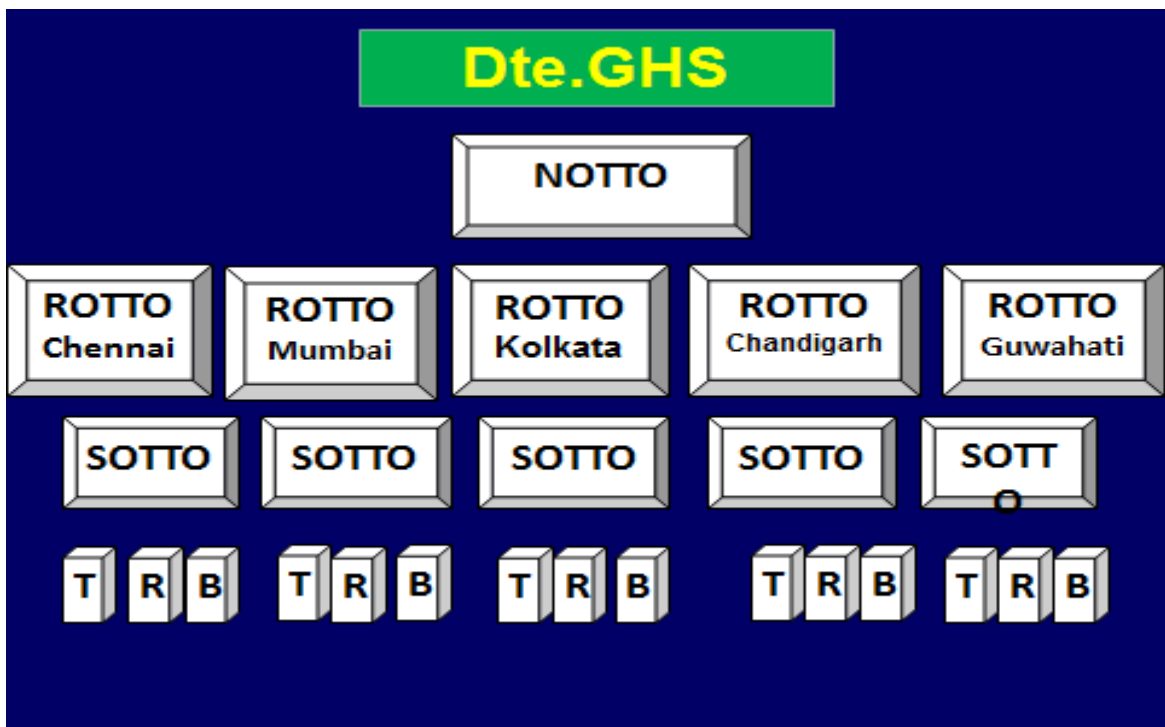 Dte.GHS
NOTTO
ROTTO
Chennai
ROTTO
Mumbai
ROTTO
Kolkata
ROTTO
Chandigarh
ROTTO
Guwahati
SOTTO
SOTTO
SOTTO
SOTTO
SOTT
O
T R B
T R B
T R B
T R B
T R B